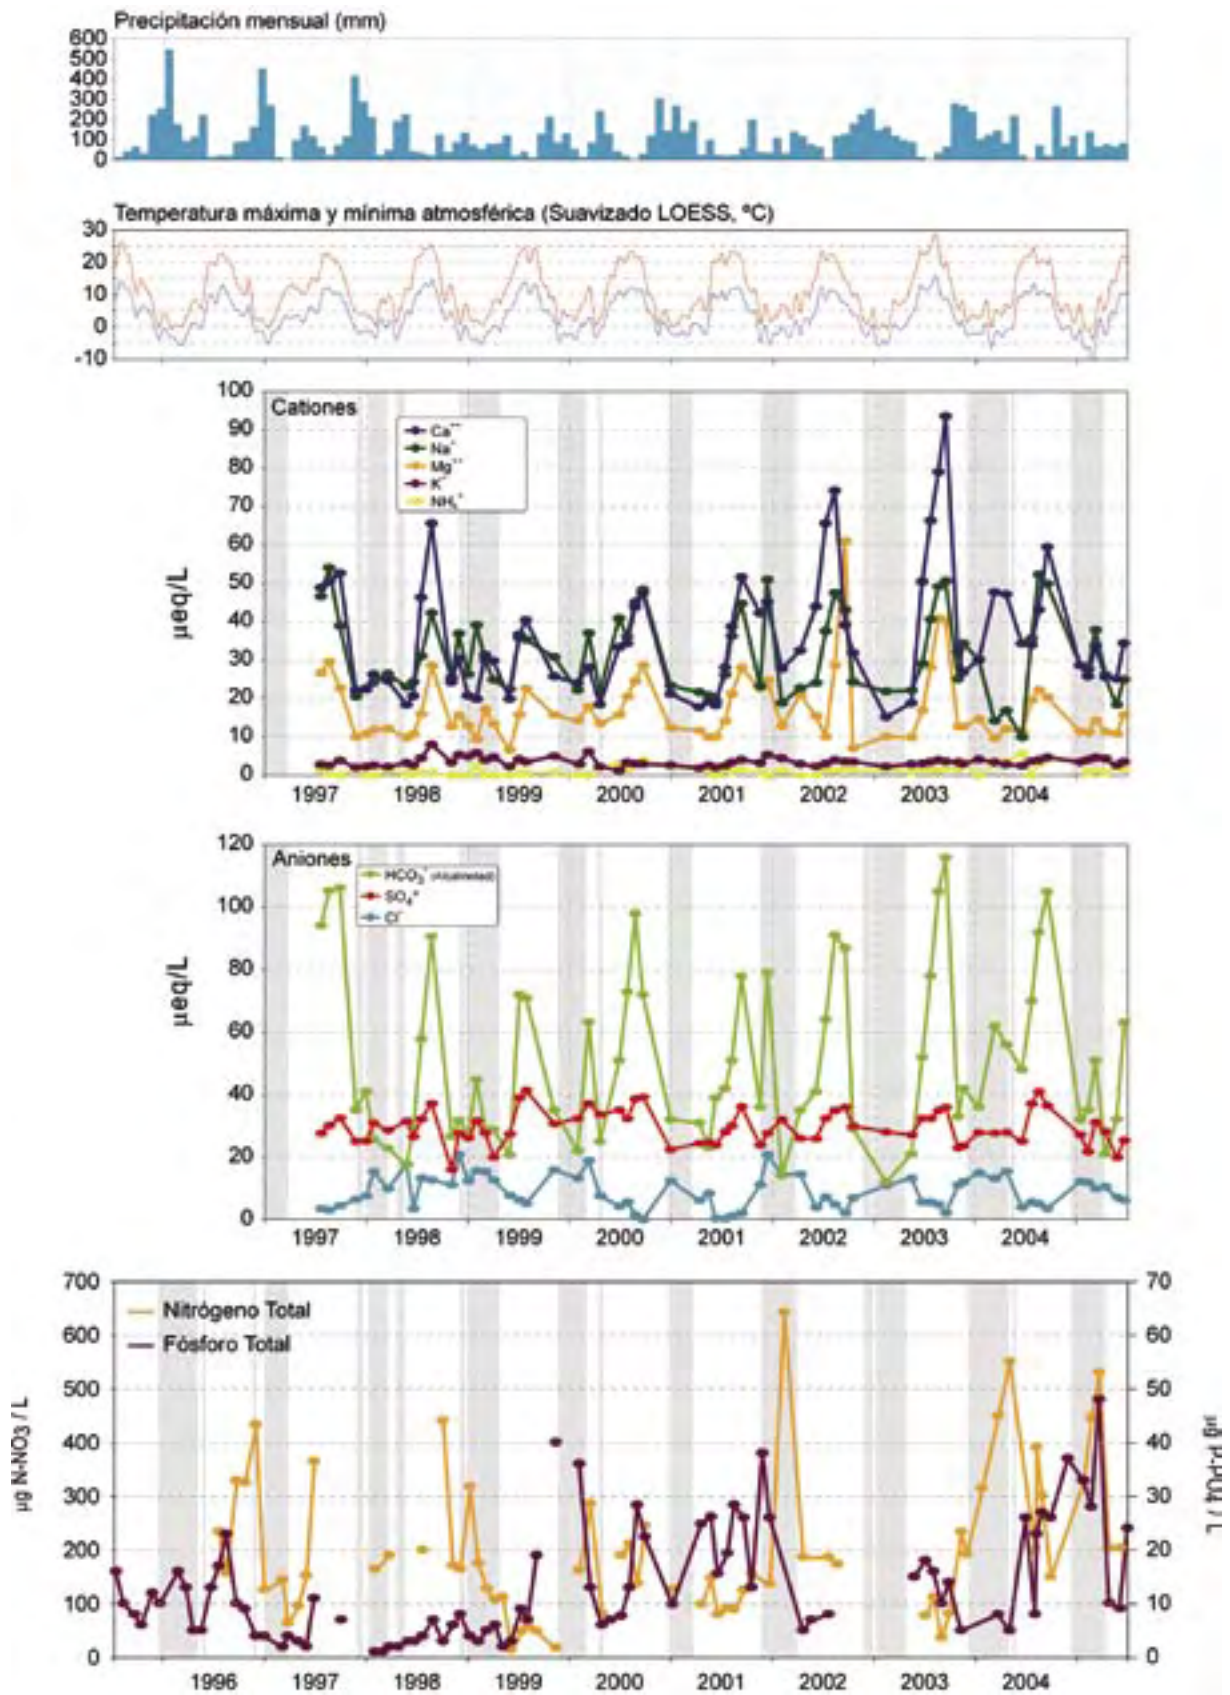 Precipitación mensual (mm)
600
500
400
300
200
100
0
Temperatura máxima y mínima atmosférica (Suavizado LOESS, ºC)
30
20
10
0
-10
100
90
80
70
60
50
40
30
20
10
0
Cationes
Ca⁺⁺
Na⁺
Mg⁺⁺
K⁺
NH₄⁺
µeq/L
1997 1998 1999 2000 2001 2002 2003 2004
120
100
80
60
40
20
0
Aniones
HCO₃⁻ (Alcalinidad)
SO₄⁼
Cl⁻
µeq/L
1997 1998 1999 2000 2001 2002 2003 2004
700
600
500
400
300
200
100
0
Nitrógeno Total
Fósforo Total
µg N-NO₃ / L
70
60
50
40
30
20
10
0
µg P-PO₄ / L
1996 1997 1998 1999 2000 2001 2002 2003 2004